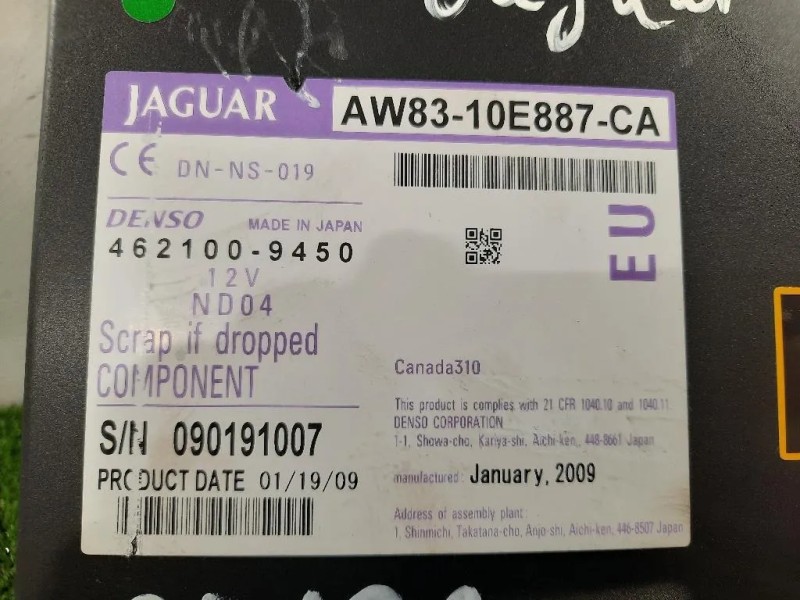 Jaguar
JAGUAR AW83-10E887-CA
CE DN-NS-019
DENSO MADE IN JAPAN
462100-9450
12V
ND04
EU
Scrap if dropped
COMPONENT
Canada310
This product is complies with 21 CFR 1040.10 and 1040.11.
DENSO CORPORATION
1-1, Showa-cho, Kariya-shi, Aichi-ken, 448-8661 Japan
S/N 090191007
PRODUCT DATE 01/19/09
manufactured: January, 2009
Address of assembly plant:
1, Shinmichi, Takatana-cho, Anjo-shi, Aichi-ken, 446-8507 Japan